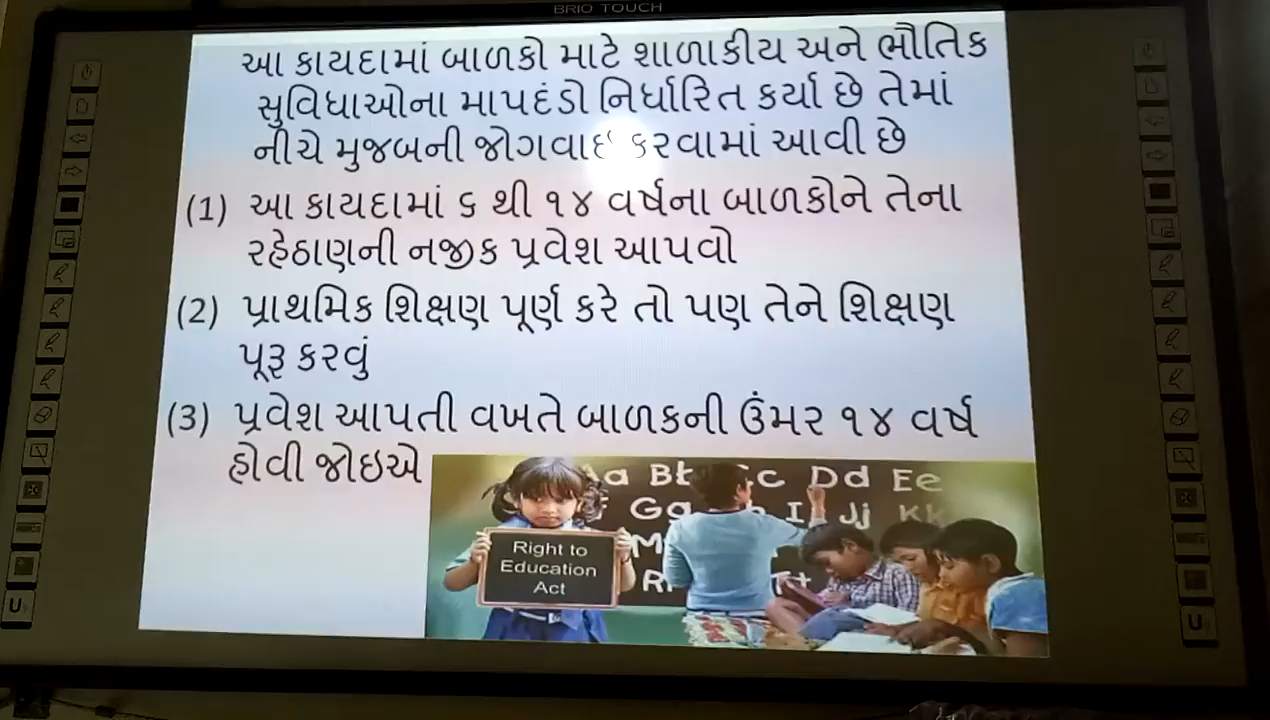 BRIO TOUCH
આ કાયદામાં બાળકો માટે શાળાકીય અને ભૌતિક
સુવિધાઓના માપદંડો નિર્ધારિત કર્યા છે તેમાં
નીચે મુજબની જોગવાઇ કરવામાં આવી છે
(1) આ કાયદામાં ૬ થી ૧૪ વર્ષના બાળકોને તેના
રહેઠાણની નજીક પ્રવેશ આપવો
(2) પ્રાથમિક શિક્ષણ પૂર્ણ કરે તો પણ તેને શિક્ષણ
પૂરૂ કરવું
(3) પ્રવેશ આપતી વખતે બાળકની ઉંમર ૧૪ વર્ષ
હોવી જોઇએ
Bb Dd Ee
Jj Kk
Right to
Education
Act